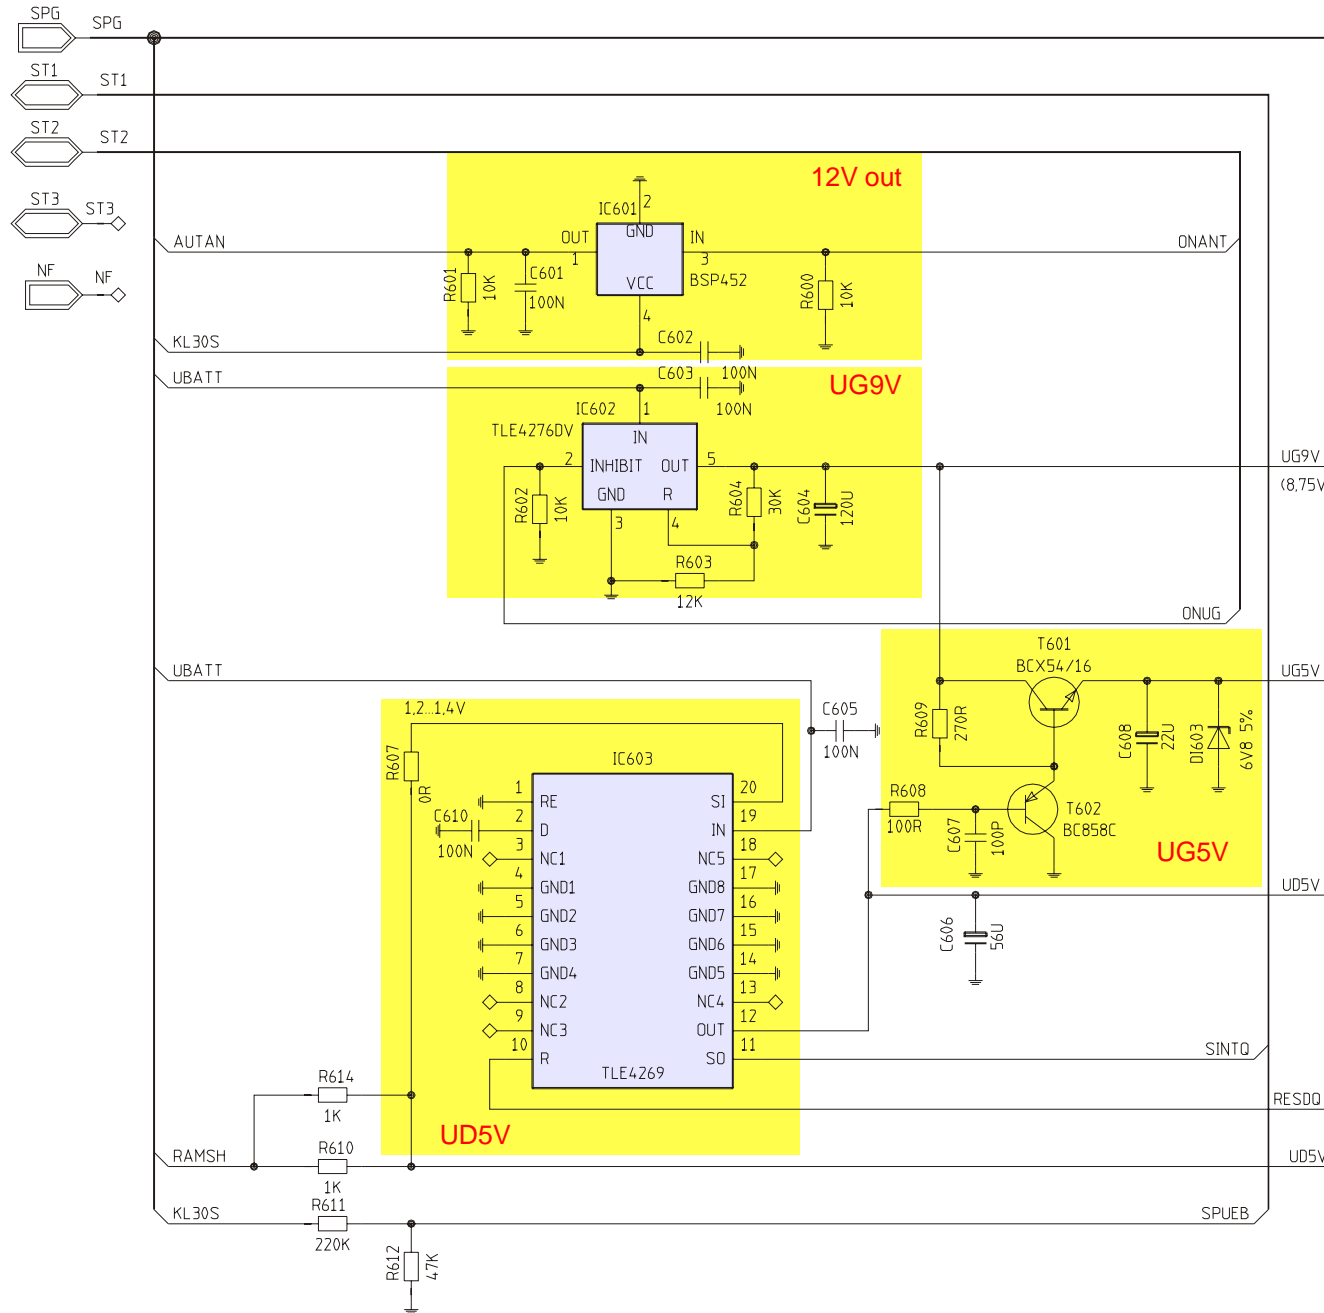 SPG
SPG
ST1
ST1
ST2
ST2
ST3
ST3
NF
NF
12V out
IC601
2
GND
OUT
IN
1
3
VCC
4
BSP452
AUTAN
ONANT
R601
10K
C601
100N
R600
10K
KL30S
C602
100N
UBATT
C603
100N
UG9V
IC602
1
TLE4276DV
IN
2
INHIBIT
OUT
5
GND
R
3
4
R602
10K
R604
30K
C604
120U
R603
12K
UG9V
(8,75V
ONUG
UBATT
T601
BCX54/16
UG5V
R609
270R
C608
22U
DI603
6V8 5%
1,2...1,4V
C605
100N
R607
0R
IC603
R608
100R
C607
100P
T602
BC858C
UG5V
1
RE
SI
20
C610
100N
2
D
IN
19
3
NC1
NC5
18
4
GND1
GND8
17
5
GND2
GND7
16
6
GND3
GND6
15
7
GND4
GND5
14
8
NC2
NC4
13
9
NC3
OUT
12
10
R
SO
11
TLE4269
UD5V
C606
56U
SINTQ
R614
1K
RESDQ
UD5V
RAMSH
R610
1K
UD5V
KL30S
R611
220K
SPUEB
R612
47K